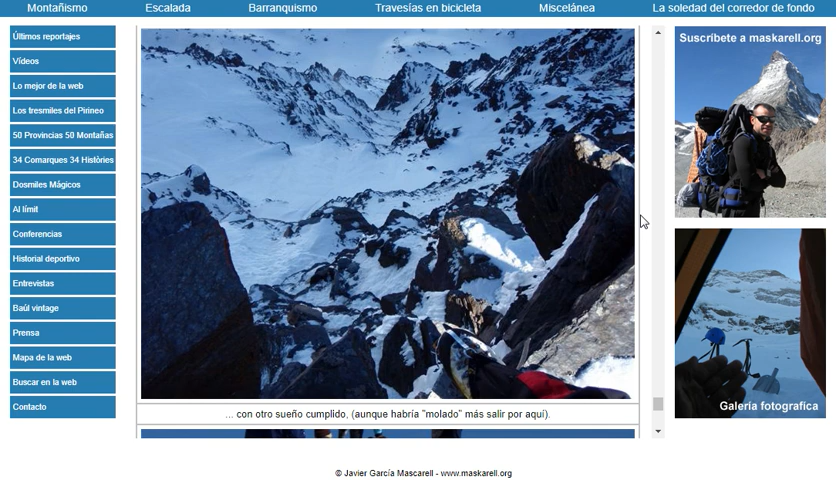 Montañismo
Escalada
Barranquismo
Travesías en bicicleta
Miscelánea
La soledad del corredor de fondo
Últimos reportajes
Vídeos
Lo mejor de la web
Los tresmiles del Pirineo
50 Provincias 50 Montañas
34 Comarques 34 Històries
Dosmiles Mágicos
Al límit
Conferencias
Historial deportivo
Entrevistas
Baúl vintage
Prensa
Mapa de la web
Buscar en la web
Contacto
... con otro sueño cumplido, (aunque habría "molado" más salir por aquí).
Suscríbete a maskarell.org
Galería fotografica
© Javier García Mascarell - www.maskarell.org